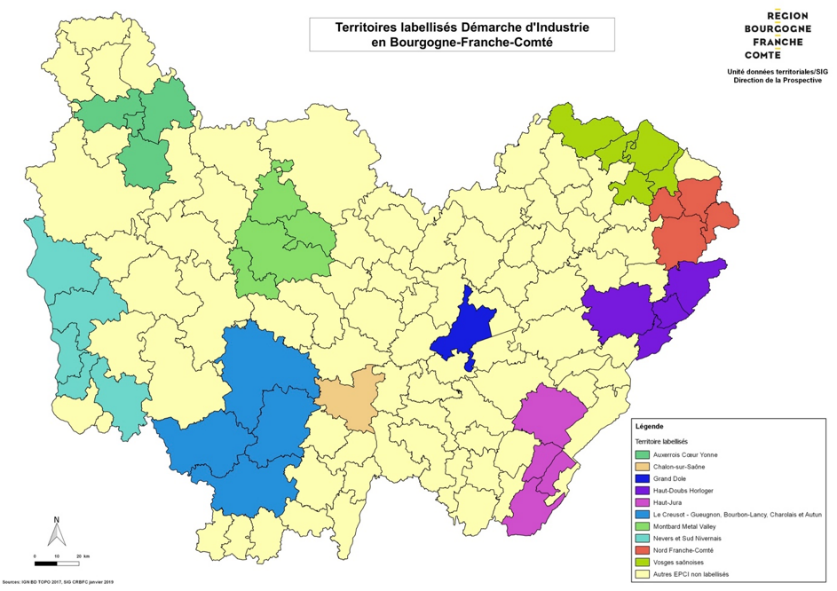 Territoires labellisés Démarche d'Industrie
en Bourgogne-Franche-Comté
REGION
BOURGOGNE
FRANCHE
COMTE
Unité données territoriales/SIG
Direction de la Prospective
Légende
Territoire labellisés
Auxerrois Cœur Yonne
Chalon-sur-Saône
Grand Dole
Haut-Doubs Horloger
Haut-Jura
Le Creusot - Gueugnon, Bourbon-Lancy, Charolais et Autun
Montbard Metal Valley
Nevers et Sud Nivernais
Nord Franche-Comté
Vosges saônoises
Autres EPCI non labellisés
N
0 10 20 km
Sources: IGN BD TOPO 2017, SIG CRBFC janvier 2019